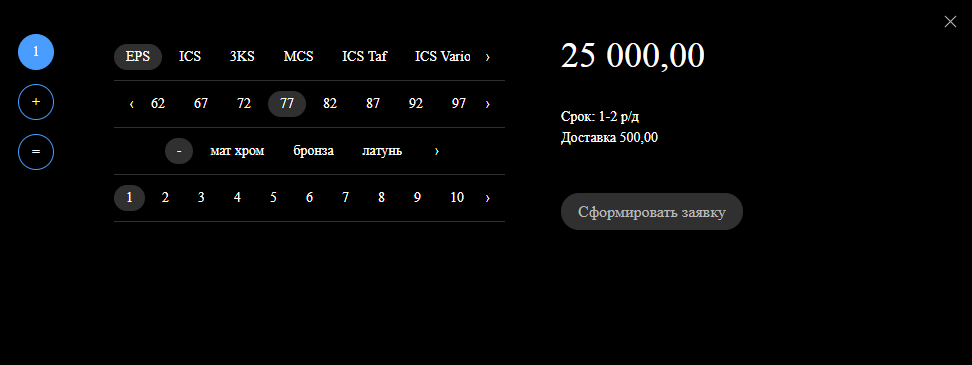 1
+
=
EPS ICS 3KS MCS ICS Taf ICS Vario ›
‹ 62 67 72 77 82 87 92 97 ›
- мат хром бронза латунь ›
1 2 3 4 5 6 7 8 9 10 ›
25 000,00
Срок: 1-2 р/д
Доставка 500,00
Сформировать заявку